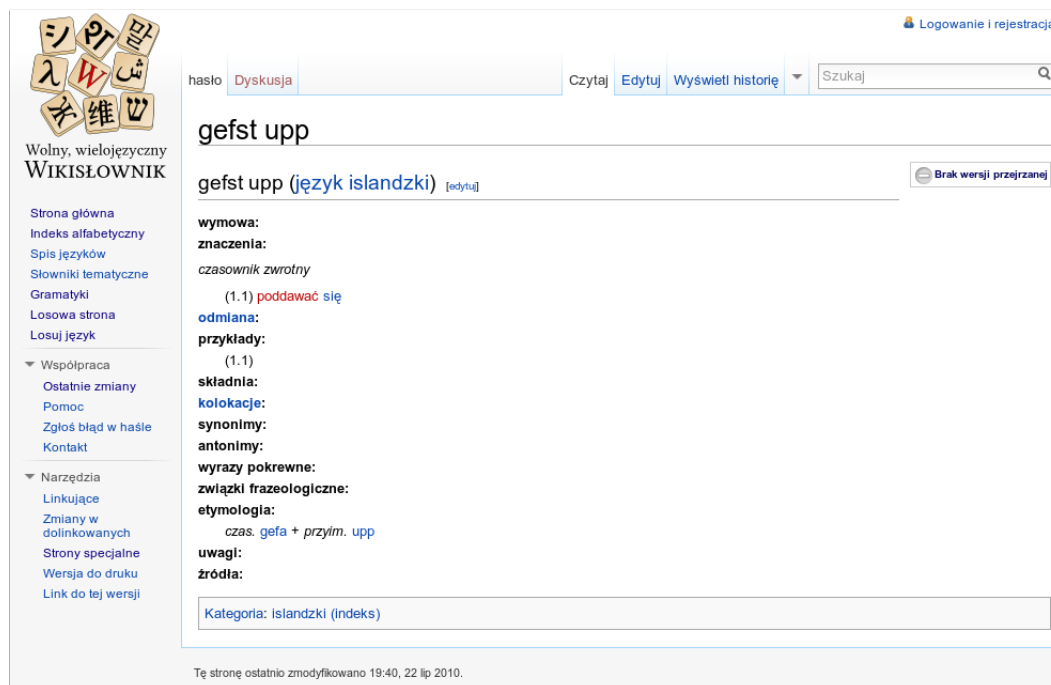 Logowanie i rejestracja
hasło Dyskusja Czytaj Edytuj Wyświetl historię Szukaj
シ Ƿ 말
λ W ش
维 ש
Wolny, wielojęzyczny
WIKISŁOWNIK
Strona główna
Indeks alfabetyczny
Spis języków
Słowniki tematyczne
Gramatyki
Losowa strona
Losuj język
Współpraca
Ostatnie zmiany
Pomoc
Zgłoś błąd w haśle
Kontakt
Narzędzia
Linkujące
Zmiany w
dolinkowanych
Strony specjalne
Wersja do druku
Link do tej wersji
gefst upp
gefst upp (język islandzki) [edytuj]
Brak wersji przejrzanej
wymowa:
znaczenia:
czasownik zwrotny
(1.1) poddawać się
odmiana:
przykłady:
(1.1)
składnia:
kolokacje:
synonimy:
antonimy:
wyrazy pokrewne:
związki frazeologiczne:
etymologia:
czas. gefa + przyim. upp
uwagi:
źródła:
Kategoria: islandzki (indeks)
Tę stronę ostatnio zmodyfikowano 19:40, 22 lip 2010.